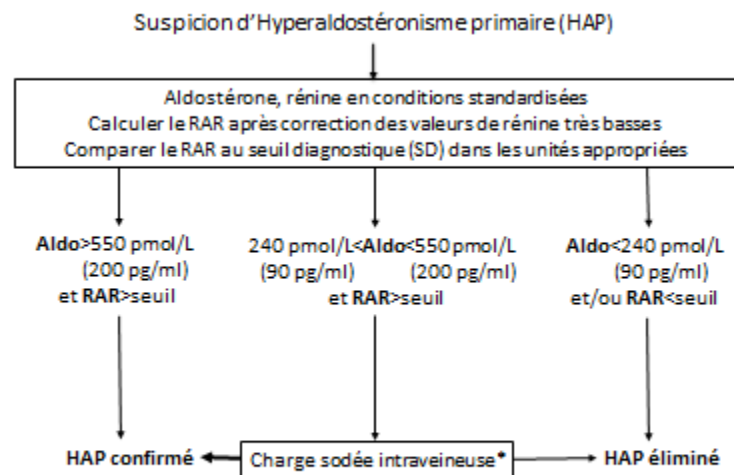 Suspicion d'Hyperaldostéronisme primaire (HAP)
Aldostérone, rénine en conditions standardisées
Calculer le RAR après correction des valeurs de rénine très basses
Comparer le RAR au seuil diagnostique (SD) dans les unités appropriées
Aldo>550 pmol/L
(200 pg/ml)
et RAR>seuil
240 pmol/L<Aldo<550 pmol/L
(90 pg/ml) (200 pg/ml)
et RAR>seuil
Aldo<240 pmol/L
(90 pg/ml)
et/ou RAR<seuil
HAP confirmé
Charge sodée intraveineuse*
HAP éliminé